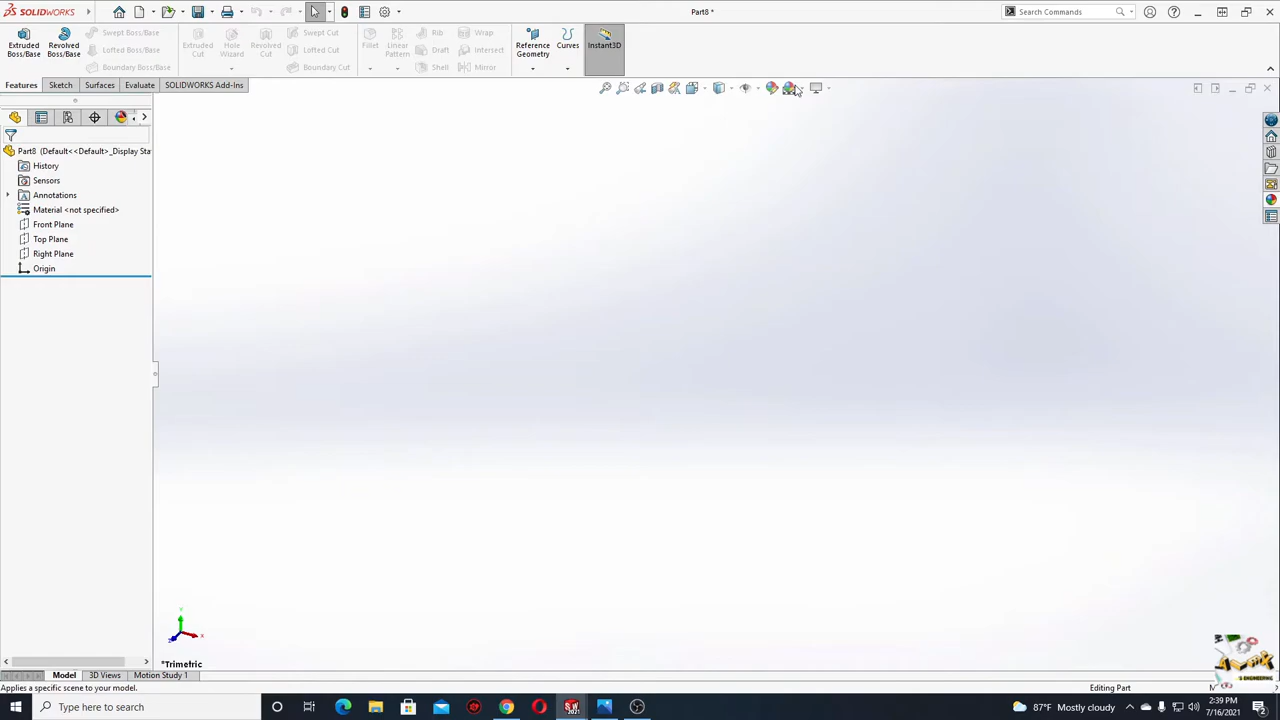 SOLIDWORKS
Part8 *
Search Commands
Extruded Boss/Base
Revolved Boss/Base
Swept Boss/Base
Lofted Boss/Base
Boundary Boss/Base
Extruded Cut
Hole Wizard
Revolved Cut
Swept Cut
Lofted Cut
Boundary Cut
Fillet
Linear Pattern
Rib
Draft
Shell
Wrap
Intersect
Mirror
Reference Geometry
Curves
Instant3D
Features
Sketch
Surfaces
Evaluate
SOLIDWORKS Add-Ins
Part8 (Default<<Default>_Display Sta
History
Sensors
Annotations
Material <not specified>
Front Plane
Top Plane
Right Plane
Origin
*Trimetric
Model
3D Views
Motion Study 1
Applies a specific scene to your model.
Editing Part
Type here to search
87°F Mostly cloudy
2:39 PM
7/16/2021